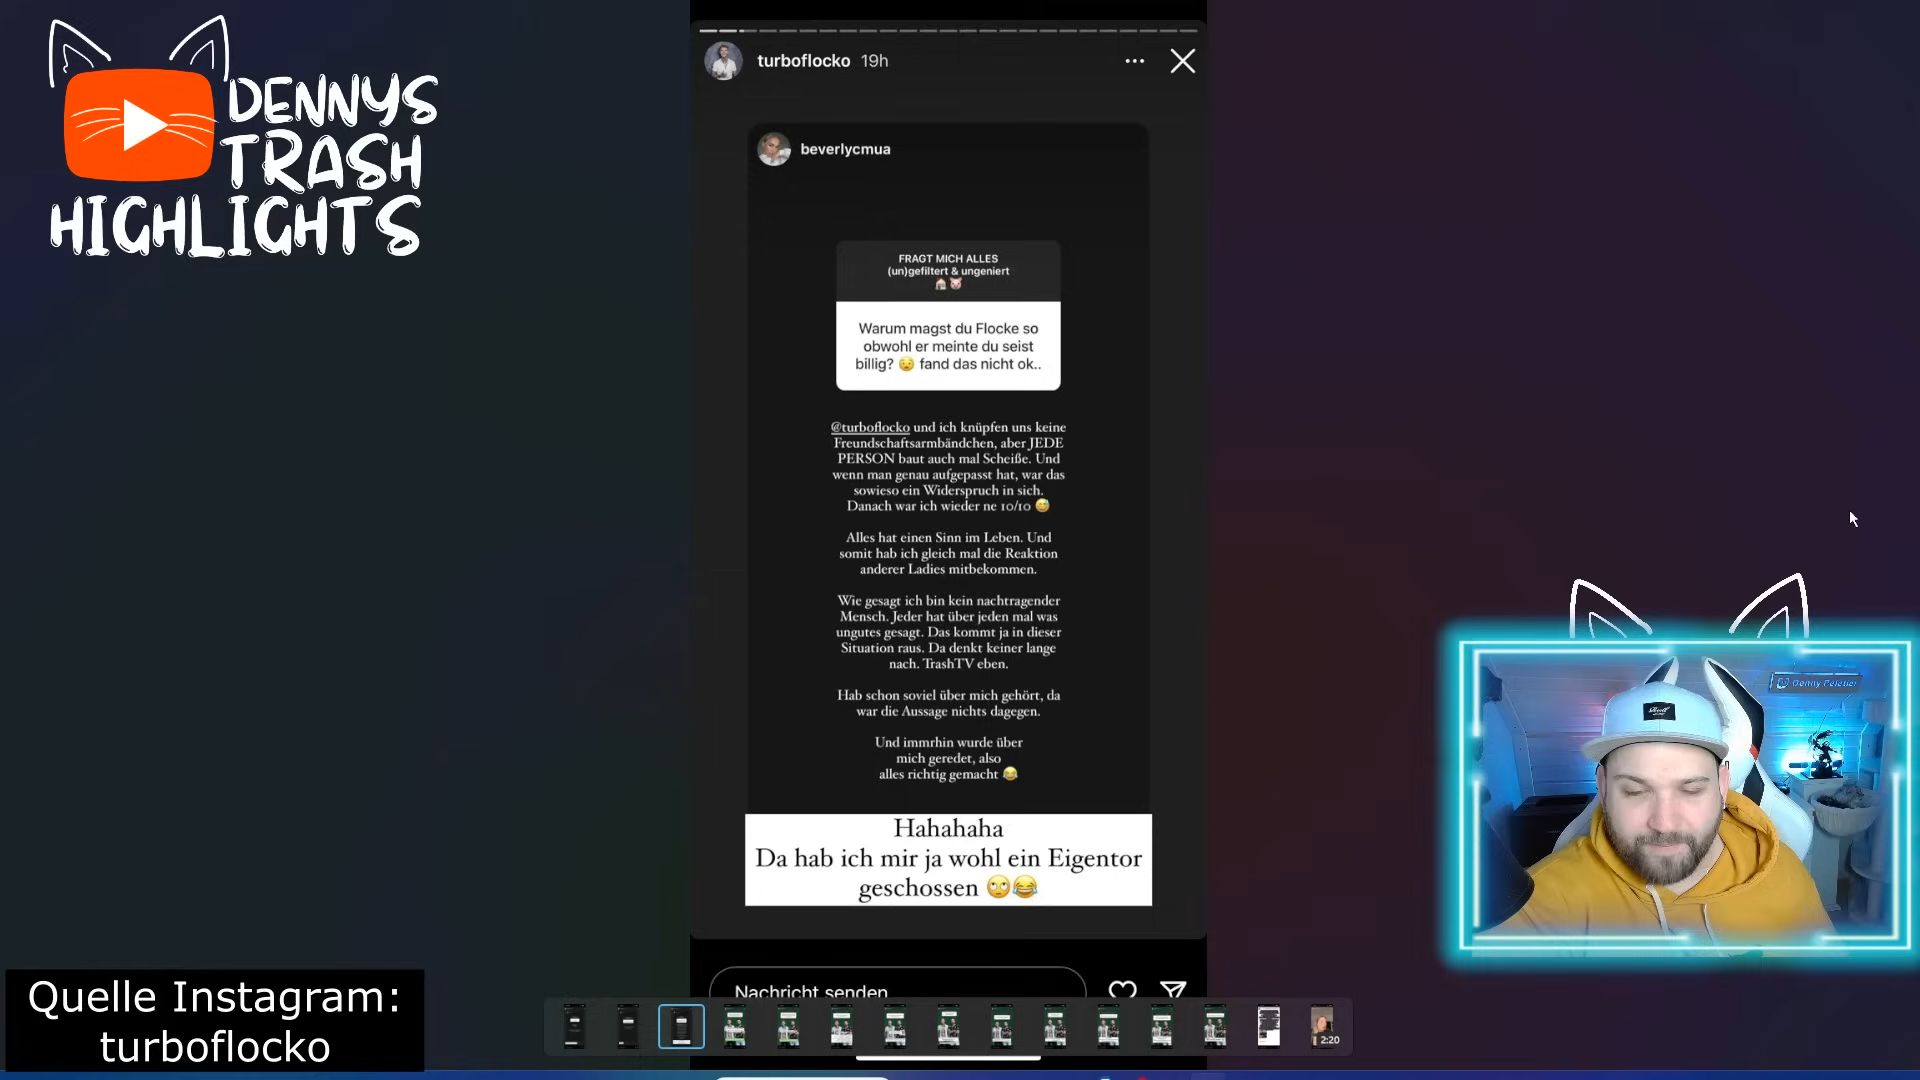 DENNYS
TRASH
HIGHLIGHTS
turboflocko 19h
beverlycmua
FRAGT MICH ALLES
(un)gefiltert & ungeniert
Warum magst du Flocke so
obwohl er meinte du seist
billig? 😥 fand das nicht ok..
@turboflocko und ich knüpfen uns keine
Freundschaftsarmbändchen, aber JEDE
PERSON baut auch mal Scheiße. Und
wenn man genau aufgepasst hat, war das
sowieso ein Widerspruch in sich.
Danach war ich wieder ne 10/10 😅
Alles hat einen Sinn im Leben. Und
somit hab ich gleich mal die Reaktion
anderer Ladies mitbekommen.
Wie gesagt ich bin kein nachtragender
Mensch. Jeder hat über jeden mal was
ungutes gesagt. Das kommt ja in dieser
Situation raus. Da denkt keiner lange
nach. TrashTV eben.
Hab schon soviel über mich gehört, da
war die Aussage nichts dagegen.
Und immrhin wurde über
mich geredet, also
alles richtig gemacht 😂
Hahahaha
Da hab ich mir ja wohl ein Eigentor
geschossen 🙄😂
Nachricht senden
2:20
Quelle Instagram:
turboflocko
Denny Peletier